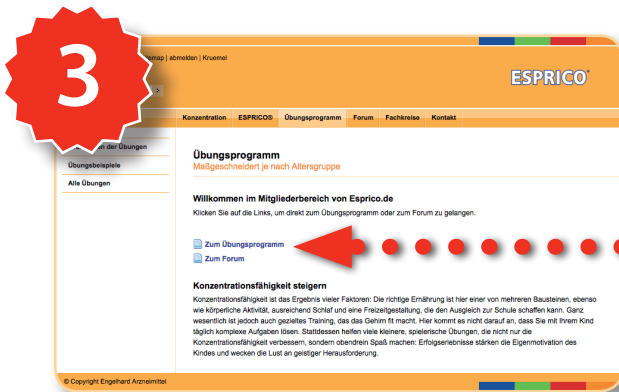 3
abmelden | Kruemel
ESPRICO®
Konzentration ESPRICO® Übungsprogramm Forum Fachkreise Kontakt
der Übungen
Übungsbeispiele
Alle Übungen
Übungsprogramm
Maßgeschneidert je nach Altersgruppe
Willkommen im Mitgliederbereich von Esprico.de
Klicken Sie auf die Links, um direkt zum Übungsprogramm oder zum Forum zu gelangen.
Zum Übungsprogramm
Zum Forum
Konzentrationsfähigkeit steigern
Konzentrationsfähigkeit ist das Ergebnis vieler Faktoren: Die richtige Ernährung ist hier einer von mehreren Bausteinen, ebenso
wie körperliche Aktivität, ausreichend Schlaf und eine Freizeitgestaltung, die den Ausgleich zur Schule schaffen kann. Ganz
wesentlich ist jedoch auch gezieltes Training, das das Gehirn fit macht. Hier kommt es nicht darauf an, dass Sie mit Ihrem Kind
täglich komplexe Aufgaben lösen. Stattdessen helfen viele kleinere, spielerische Übungen, die nicht nur die
Konzentrationsfähigkeit verbessern, sondern obendrein Spaß machen: Erfolgserlebnisse stärken die Eigenmotivation des
Kindes und wecken die Lust an geistiger Herausforderung.
© Copyright Engelhard Arzneimittel